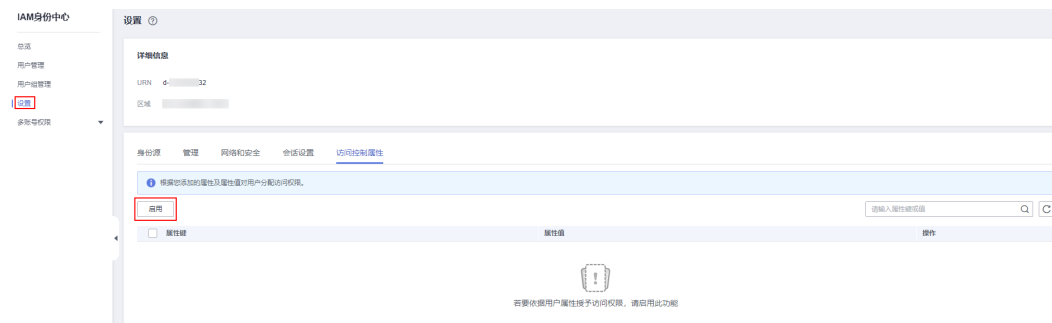 IAM身份中心
总览
用户管理
用户组管理
设置
多账号权限
设置
详细信息
URN d- 32
区域
身份源 管理 网络和安全 会话设置 访问控制属性
根据您添加的属性及属性值对用户分配访问权限。
启用
请输入属性键或值
属性键 属性值 操作
若要依据用户属性授予访问权限，请启用此功能